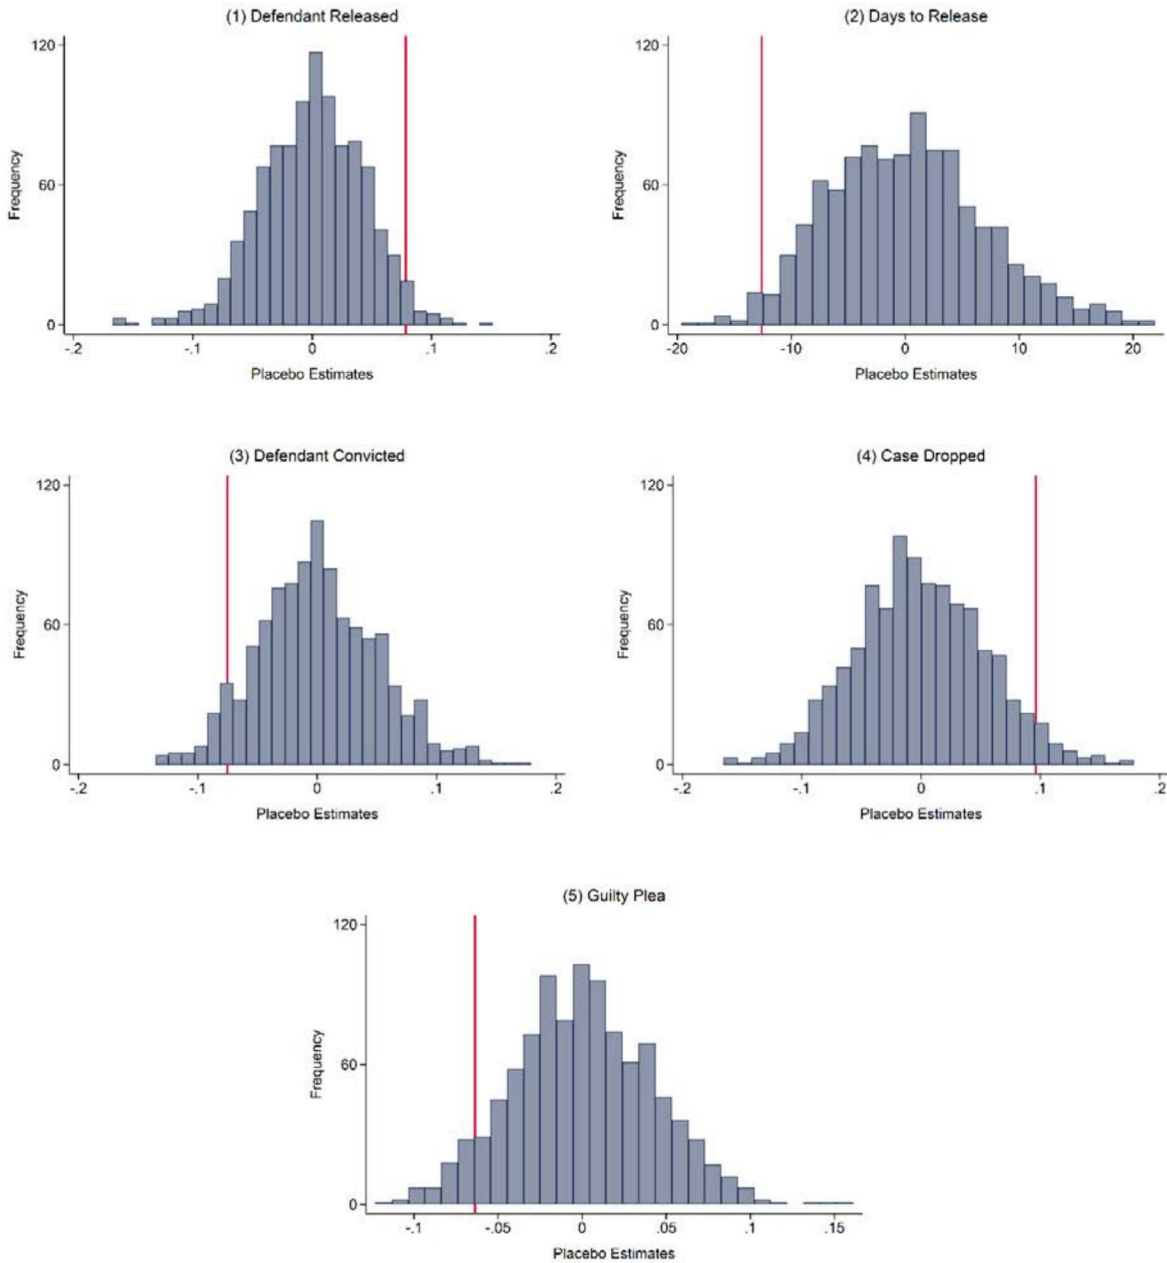 (1) Defendant Released
120
60
0
Frequency
-.2
-.1
0
.1
.2
Placebo Estimates
(2) Days to Release
120
60
0
Frequency
-20
-10
0
10
20
Placebo Estimates
(3) Defendant Convicted
120
60
0
Frequency
-.2
-.1
0
.1
.2
Placebo Estimates
(4) Case Dropped
120
60
0
Frequency
-.2
-.1
0
.1
.2
Placebo Estimates
(5) Guilty Plea
120
60
0
Frequency
-.1
-.05
0
.05
.1
.15
Placebo Estimates